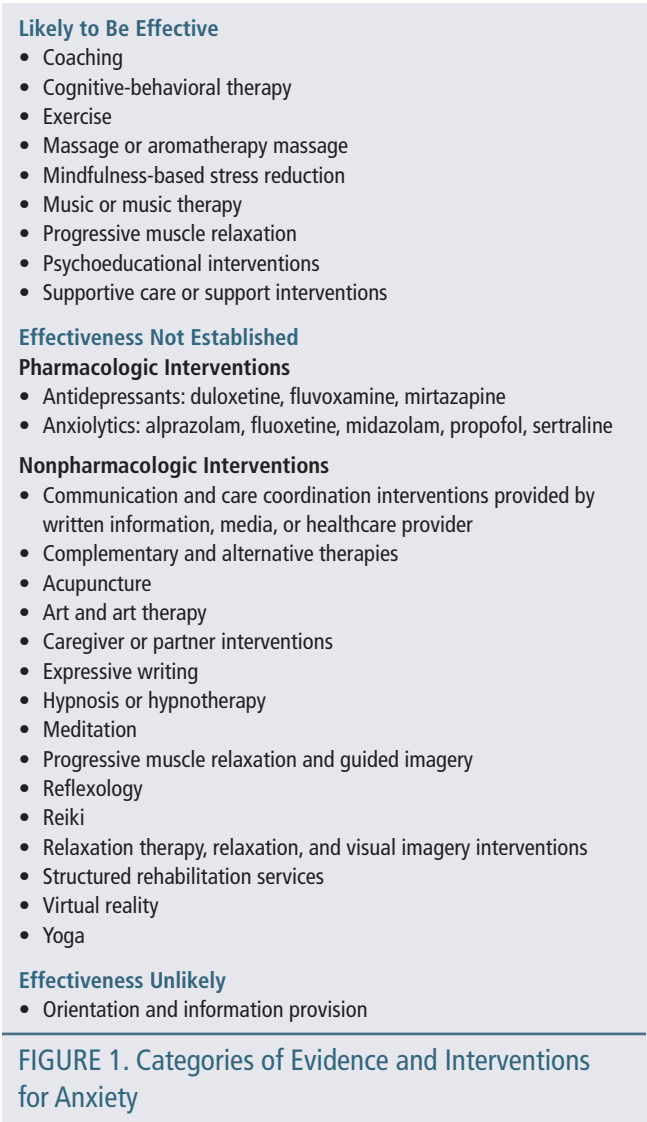 Likely to Be Effective
• Coaching
• Cognitive-behavioral therapy
• Exercise
• Massage or aromatherapy massage
• Mindfulness-based stress reduction
• Music or music therapy
• Progressive muscle relaxation
• Psychoeducational interventions
• Supportive care or support interventions
Effectiveness Not Established
Pharmacologic Interventions
• Antidepressants: duloxetine, fluvoxamine, mirtazapine
• Anxiolytics: alprazolam, fluoxetine, midazolam, propofol, sertraline
Nonpharmacologic Interventions
• Communication and care coordination interventions provided by
written information, media, or healthcare provider
• Complementary and alternative therapies
• Acupuncture
• Art and art therapy
• Caregiver or partner interventions
• Expressive writing
• Hypnosis or hypnotherapy
• Meditation
• Progressive muscle relaxation and guided imagery
• Reflexology
• Reiki
• Relaxation therapy, relaxation, and visual imagery interventions
• Structured rehabilitation services
• Virtual reality
• Yoga
Effectiveness Unlikely
• Orientation and information provision
FIGURE 1. Categories of Evidence and Interventions
for Anxiety